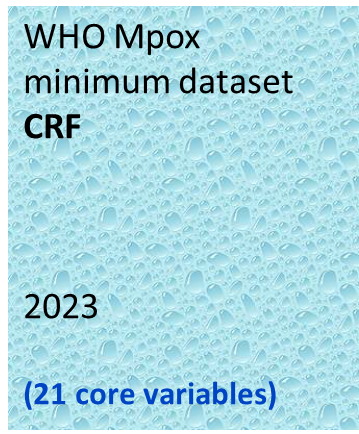 WHO Mpox
minimum dataset
CRF
2023
(21 core variables)